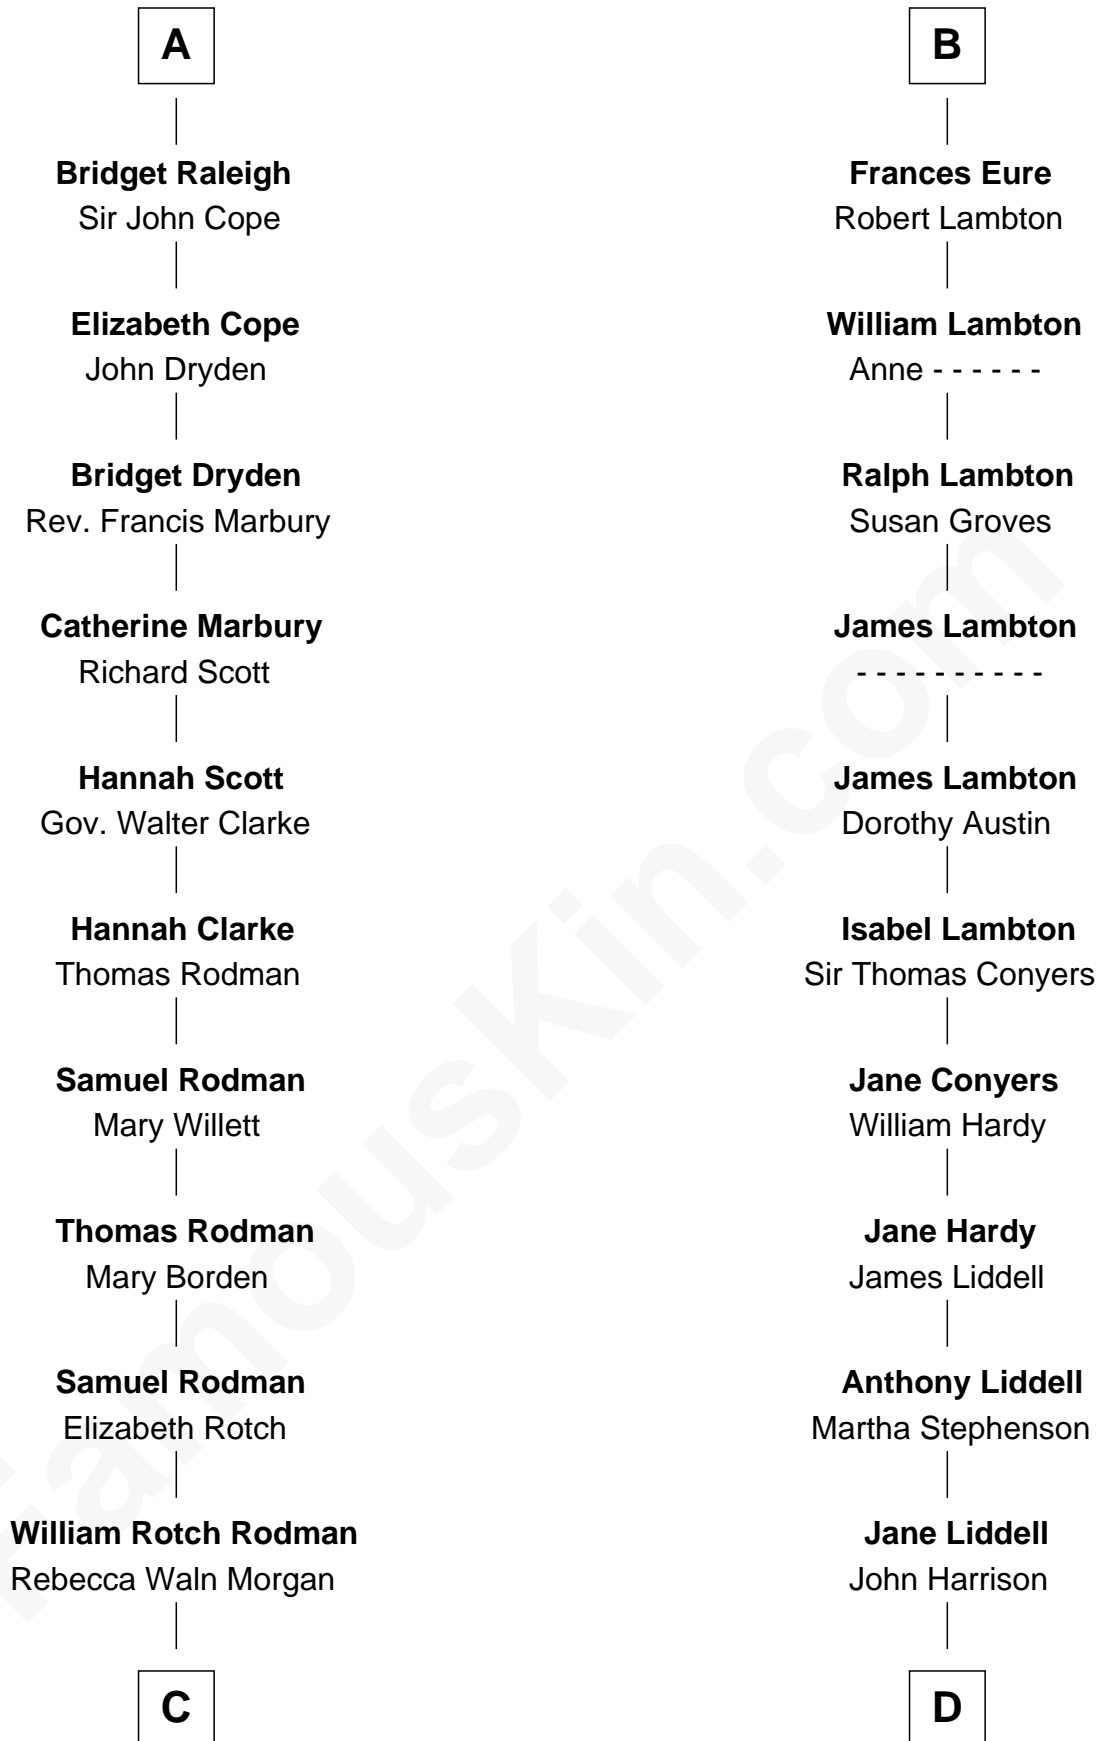 A
Bridget Raleigh
Sir John Cope
Elizabeth Cope
John Dryden
Bridget Dryden
Rev. Francis Marbury
Catherine Marbury
Richard Scott
Hannah Scott
Gov. Walter Clarke
Hannah Clarke
Thomas Rodman
Samuel Rodman
Mary Willett
Thomas Rodman
Mary Borden
Samuel Rodman
Elizabeth Rotch
William Rotch Rodman
Rebecca Waln Morgan
C
B
Frances Eure
Robert Lambton
William Lambton
Anne - - - - - -
Ralph Lambton
Susan Groves
James Lambton
- - - - - - - - - -
James Lambton
Dorothy Austin
Isabel Lambton
Sir Thomas Conyers
Jane Conyers
William Hardy
Jane Hardy
James Liddell
Anthony Liddell
Martha Stephenson
Jane Liddell
John Harrison
D
FamousKin.com